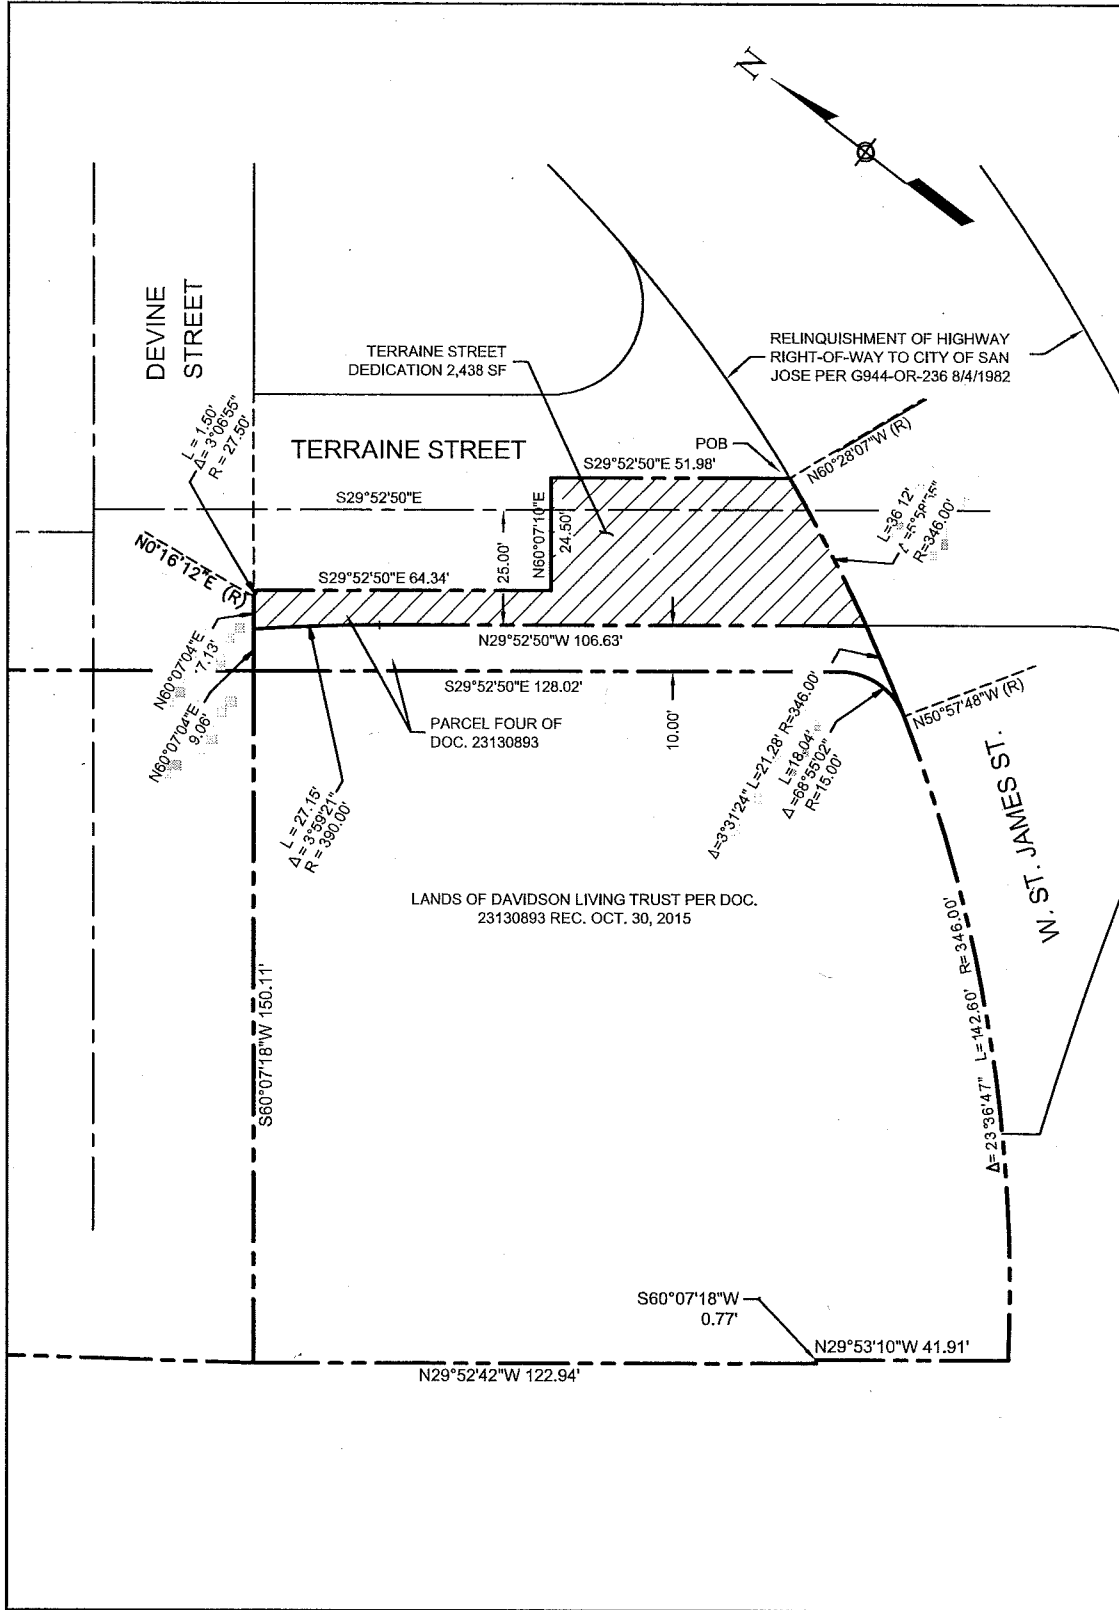 N
DEVINE
STREET
TERRAINE STREET
DEDICATION 2,438 SF
RELINQUISHMENT OF HIGHWAY
RIGHT-OF-WAY TO CITY OF SAN
JOSE PER G944-OR-236 8/4/1982
L = 1.50'
Δ= 3°06'55"
R = 27.50'
TERRAINE STREET
POB
S29°52'50"E 51.98'
N60°28'07"W (R)
S29°52'50"E
N60°07'10"E
24.50'
25.00'
L=36.12'
Δ=5°58'55"
R=346.00'
N0°16'12"E (R)
S29°52'50"E 64.34'
N60°07'04"E
7.13'
N29°52'50"W 106.63'
N60°07'04"E
9.06'
S29°52'50"E 128.02'
10.00'
N50°57'48"W (R)
PARCEL FOUR OF
DOC. 23130893
Δ=3°31'24" L=21.28' R=346.00'
L=18.04'
Δ=68°55'02"
R=15.00'
L = 27.15'
Δ = 3°59'21"
R = 390.00'
W. ST. JAMES ST.
LANDS OF DAVIDSON LIVING TRUST PER DOC.
23130893 REC. OCT. 30, 2015
S60°07'18"W 150.11'
Δ= 23°36'47" L= 142.60' R= 346.00'
S60°07'18"W
0.77'
N29°53'10"W 41.91'
N29°52'42"W 122.94'